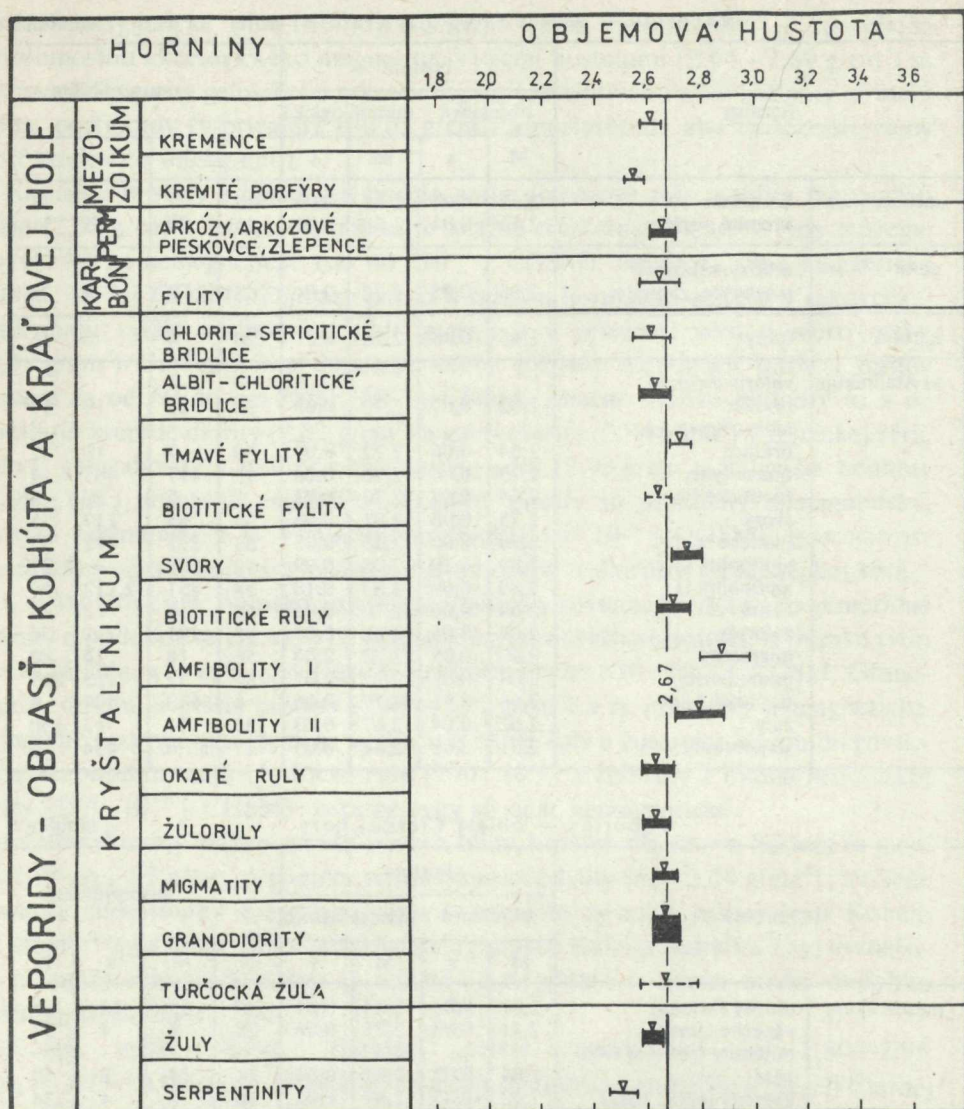 HORNINY
OBJEMOVÁ HUSTOTA
1,8 2,0 2,2 2,4 2,6 2,8 3,0 3,2 3,4 3,6
VEPORIDY OBLASŤ KOHÚTA A KRÁĽOVEJ HOLE
MEZO-
ZOIKUM
KREMENCE
KREMITÉ PORFÝRY
PERM
ARKÓZY, ARKÓZOVÉ
PIESKOVCE, ZLEPENCE
KAR-
BÓN
FYLITY
KRYŠTALINIKUM
CHLORIT-SERICITICKÉ
BRIDLICE
ALBIT-CHLORITICKÉ
BRIDLICE
TMAVÉ FYLITY
BIOTITICKÉ FYLITY
SVORY
BIOTITICKÉ RULY
AMFIBOLITY I
2,67
AMFIBOLITY II
OKATÉ RULY
ŽULORULY
MIGMATITY
GRANODIORITY
TURČOCKÁ ŽULA
ŽULY
SERPENTINITY